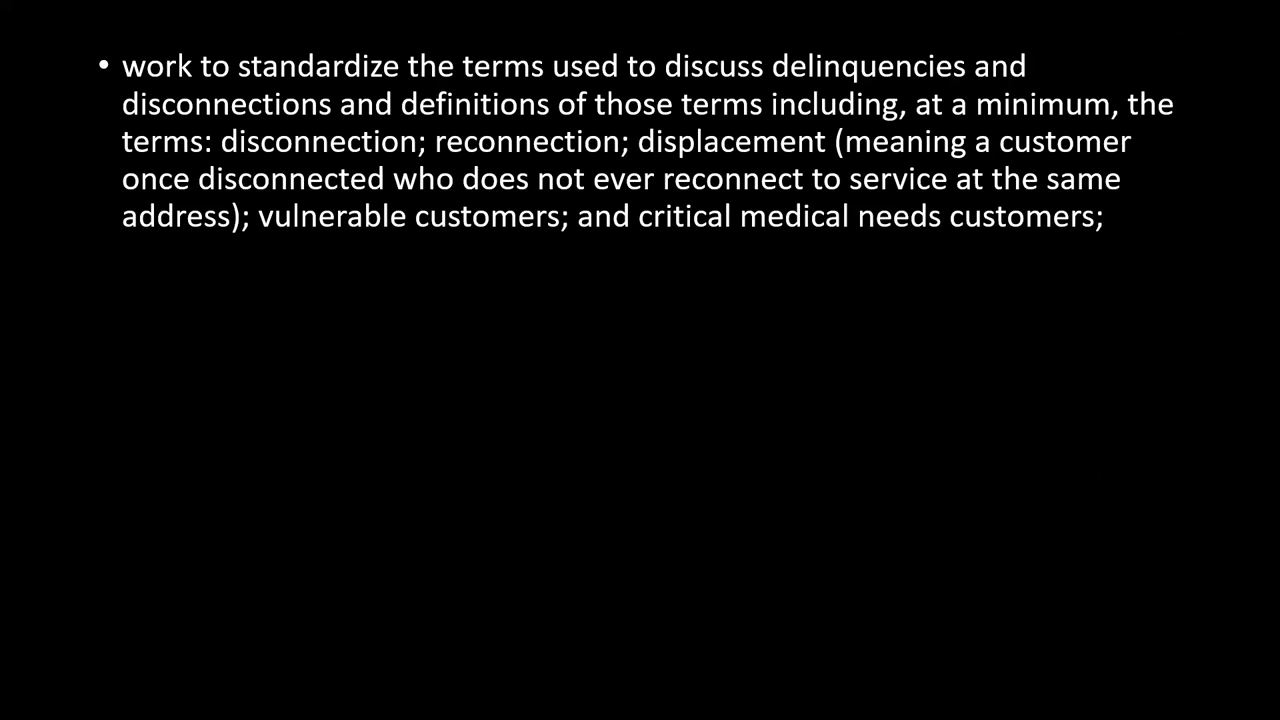 • work to standardize the terms used to discuss delinquencies and
disconnections and definitions of those terms including, at a minimum, the
terms: disconnection; reconnection; displacement (meaning a customer
once disconnected who does not ever reconnect to service at the same
address); vulnerable customers; and critical medical needs customers;